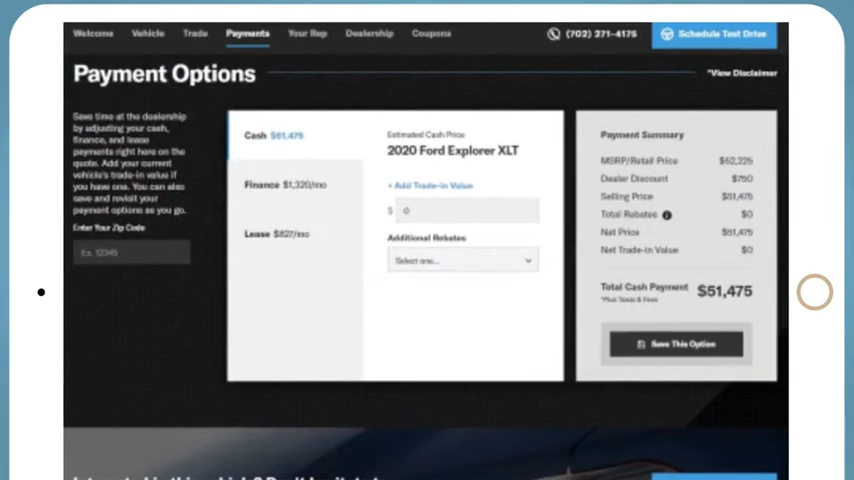 Welcome Vehicle Trade Payments Your Rep Dealership Coupons (702) 271-4175 Schedule Test Drive
Payment Options *View Disclaimer
Save time at the dealership
by adjusting your cash,
finance, and lease
payments right here on the
quote. Add your current
vehicle's trade-in value if
you have one. You can also
save and revisit your
payment options as you go.
Enter Your Zip Code
Ex. 12345
Cash $51,475
Finance $1,320/mo
Lease $827/mo
Estimated Cash Price
2020 Ford Explorer XLT
+ Add Trade-in Value
$ 0
Additional Rebates
Select one...
Payment Summary
MSRP/Retail Price $52,225
Dealer Discount $750
Selling Price $51,475
Total Rebates $0
Net Price $51,475
Net Trade-in Value $0
Total Cash Payment $51,475
*Plus Taxes & Fees
Save This Option